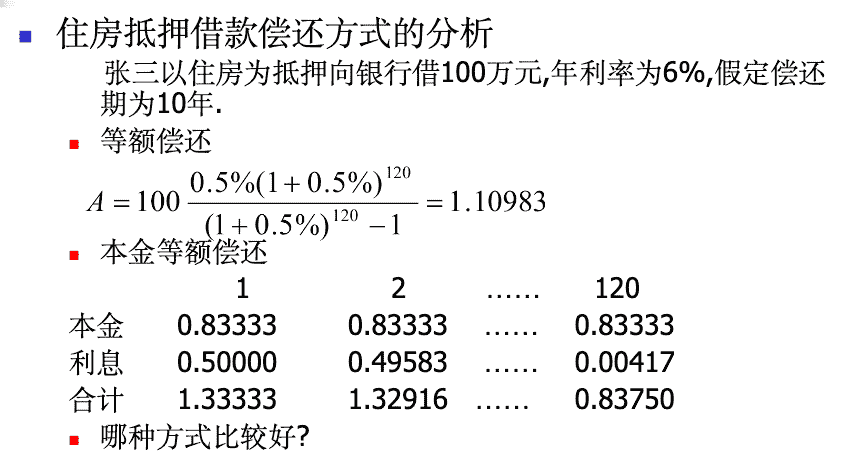 住房抵押借款偿还方式的分析
张三以住房为抵押向银行借100万元,年利率为6%,假定偿还
期为10年.
等额偿还
A = 100 \frac{0.5%(1+0.5%)^{120}}{(1+0.5%)^{120}-1} = 1.10983
本金等额偿还
1 2 …… 120
本金 0.83333 0.83333 …… 0.83333
利息 0.50000 0.49583 …… 0.00417
合计 1.33333 1.32916 …… 0.83750
哪种方式比较好?